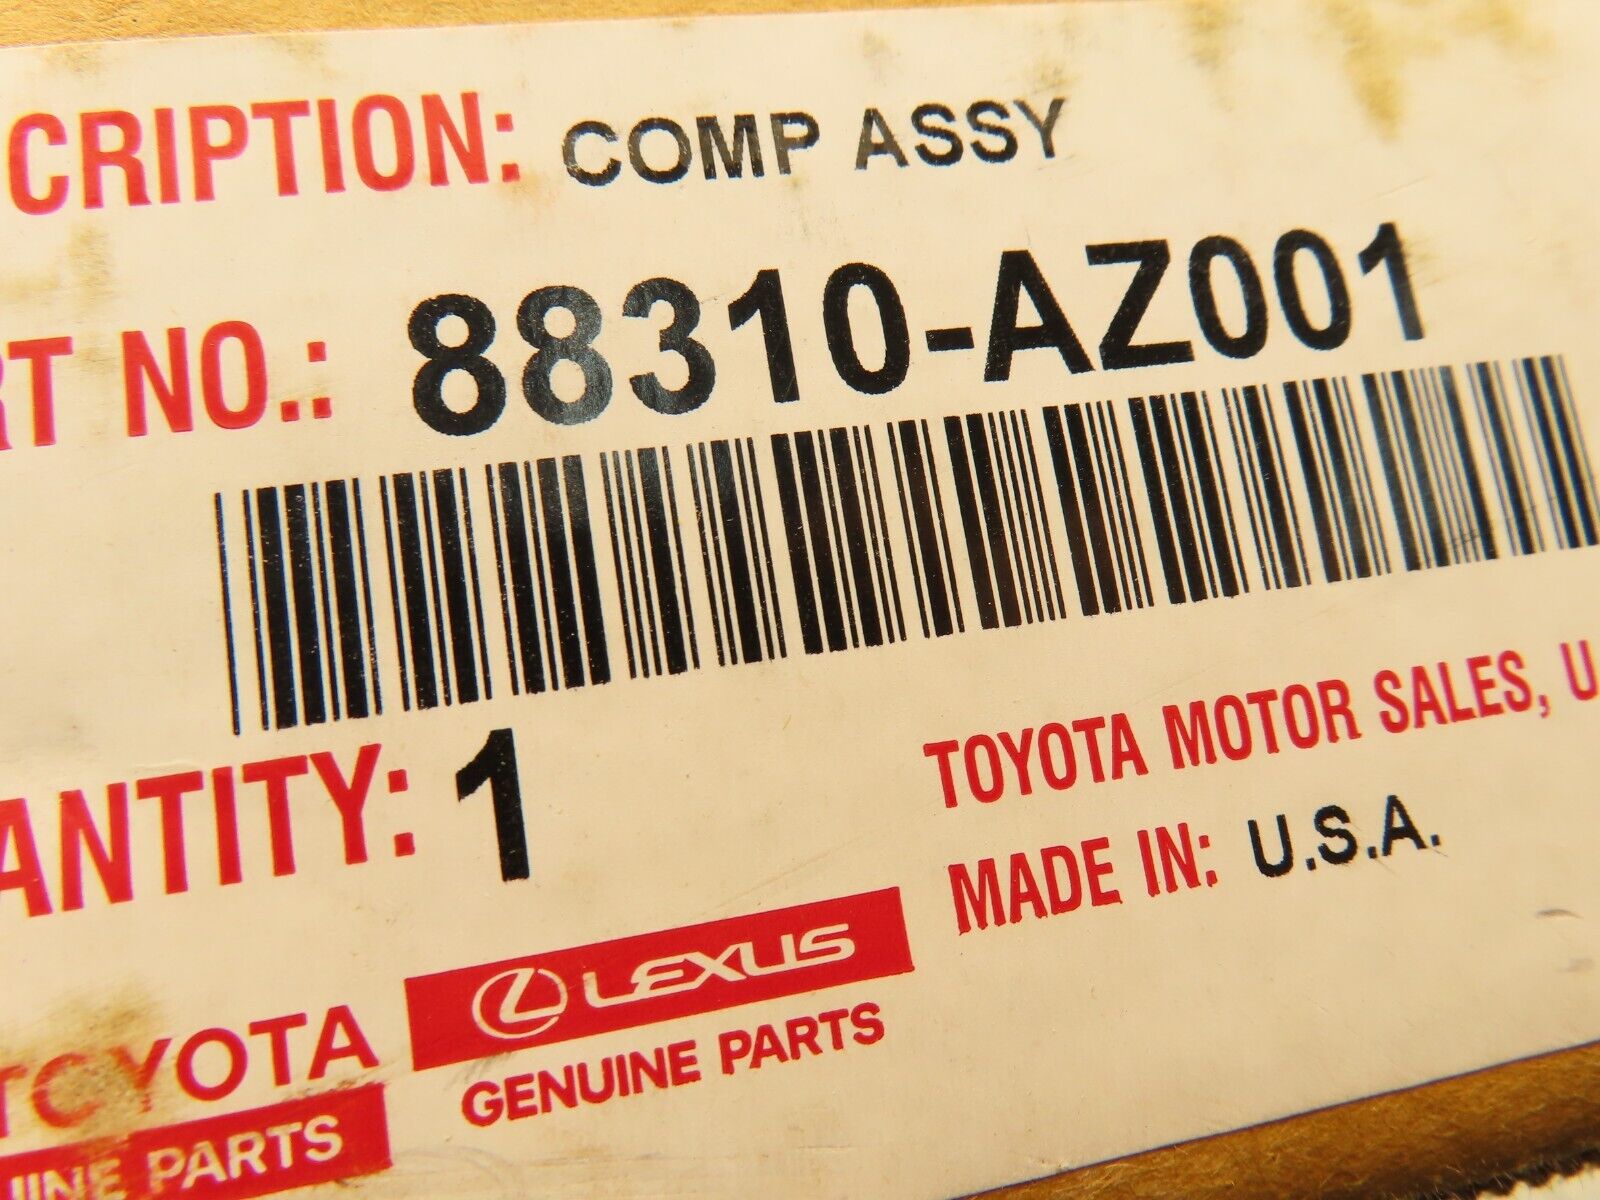 CRIPTION: COMP ASSY
RT NO.: 88310-AZ001
ANTITY: 1
TOYOTA MOTOR SALES, U.
MADE IN: U.S.A.
LEXUS
GENUINE PARTS
TOYOTA
UINE PARTS